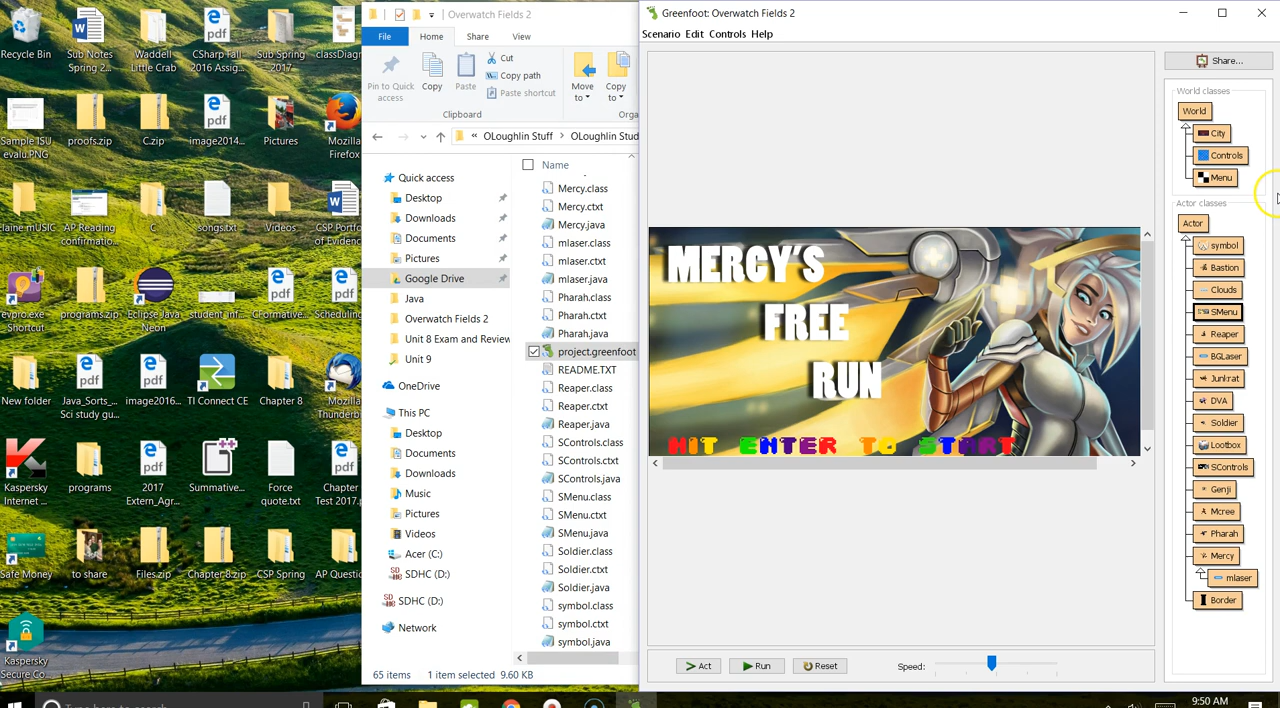 Recycle Bin
Sub Notes
Spring 2...
Waddell
Little Crab
CSharp Fall
2016 Assig...
Sub Spring
2017
classDiagr
Sample ISU
evalu.PNG
proofs.zip
C.zip
image2014...
Pictures
Mozilla
Firefox
Elaine mUSIC
AP Reading
confirmatio...
C
songs.txt
Videos
CSP Portfo
of Evidence
evpro.exe -
Shortcut
programs.zip
Eclipse Java
Neon
student_inf...
CFormative...
Scheduling
New folder
Java_Sorts_...
Sci study gu...
image2016...
TI Connect CE
Chapter 8
Mozilla
Thunderbi
Kaspersky
Internet ...
programs
2017
Extern_Agr...
Summative...
Force
quote.txt
Chapter
Test 2017.p
Safe Money
to share
Files.zip
Chapter 8.zip
CSP Spring
AP Questio
Kaspersky
Secure Co...
Overwatch Fields 2
File
Home
Share
View
Pin to Quick
access
Copy
Paste
Cut
Copy path
Paste shortcut
Move
to
Copy
to
Clipboard
Orga
« OLoughlin Stuff > OLoughlin Stud
Quick access
Desktop
Downloads
Documents
Pictures
Google Drive
Java
Overwatch Fields 2
Unit 8 Exam and Review
Unit 9
OneDrive
This PC
Desktop
Documents
Downloads
Music
Pictures
Videos
Acer (C:)
SDHC (D:)
SDHC (D:)
Network
Name
Mercy.class
Mercy.ctxt
Mercy.java
mlaser.class
mlaser.ctxt
mlaser.java
Pharah.class
Pharah.ctxt
Pharah.java
project.greenfoot
README.TXT
Reaper.class
Reaper.ctxt
Reaper.java
SControls.class
SControls.ctxt
SControls.java
SMenu.class
SMenu.ctxt
SMenu.java
Soldier.class
Soldier.ctxt
Soldier.java
symbol.class
symbol.ctxt
symbol.java
65 items
1 item selected 9.60 KB
Greenfoot: Overwatch Fields 2
Scenario Edit Controls Help
MERCY'S
FREE
RUN
HIT ENTER TO START
Act
Run
Reset
Speed:
Share...
World classes
World
City
Controls
Menu
Actor classes
Actor
symbol
Bastion
Clouds
SMenu
Reaper
BGLaser
Junkrat
DVA
Soldier
Lootbox
SControls
Genji
Mcree
Pharah
Mercy
mlaser
Border
9:50 AM